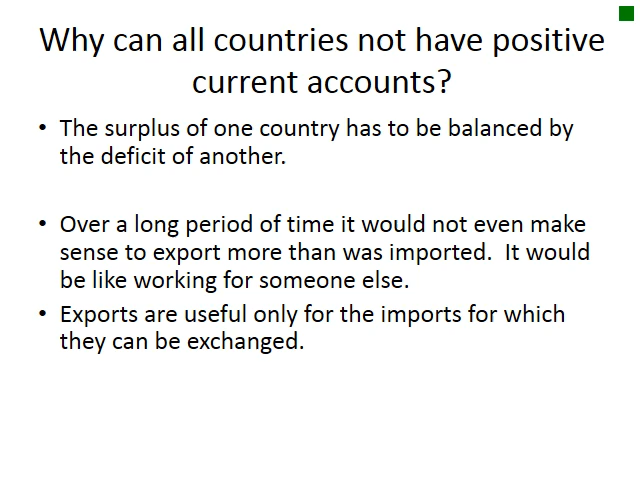 Why can all countries not have positive
current accounts?
• The surplus of one country has to be balanced by
the deficit of another.
• Over a long period of time it would not even make
sense to export more than was imported.  It would
be like working for someone else.
• Exports are useful only for the imports for which
they can be exchanged.